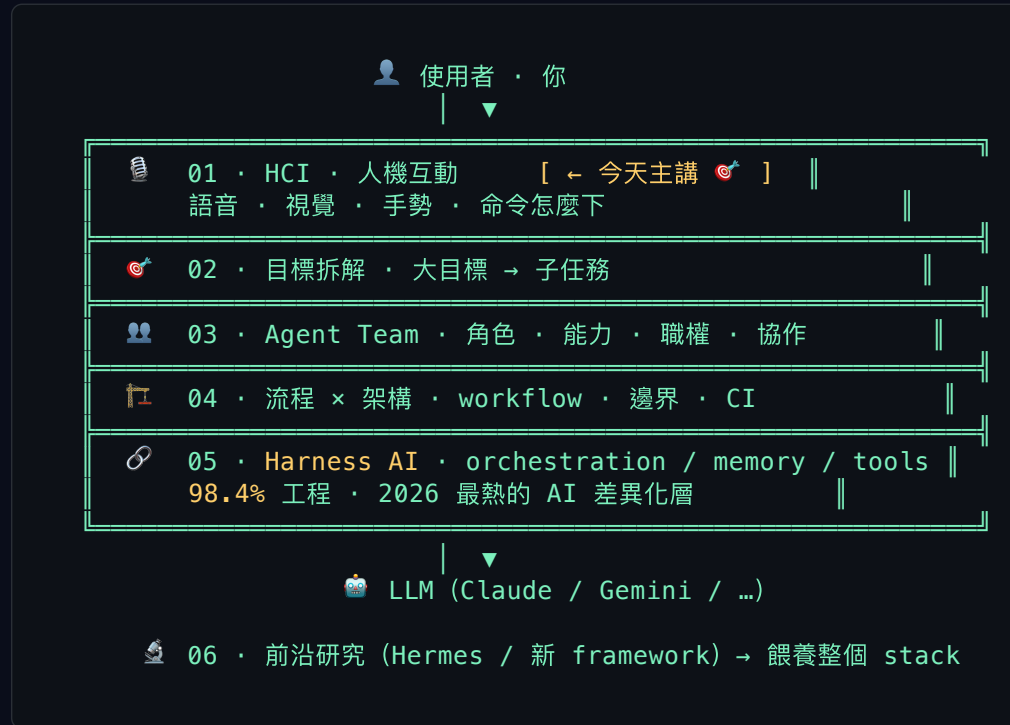 👤 使用者 · 你
│ ▼
🎙 01 · HCI · 人機互動 [ ← 今天主講 🎯 ]
語音 · 視覺 · 手勢 · 命令怎麼下
🎯 02 · 目標拆解 · 大目標 → 子任務
👥 03 · Agent Team · 角色 · 能力 · 職權 · 協作
🏗 04 · 流程 × 架構 · workflow · 邊界 · CI
🔗 05 · Harness AI · orchestration / memory / tools
98.4% 工程 · 2026 最熱的 AI 差異化層
│ ▼
🤖 LLM (Claude / Gemini / …)
🔬 06 · 前沿研究 (Hermes / 新 framework) → 餵養整個 stack